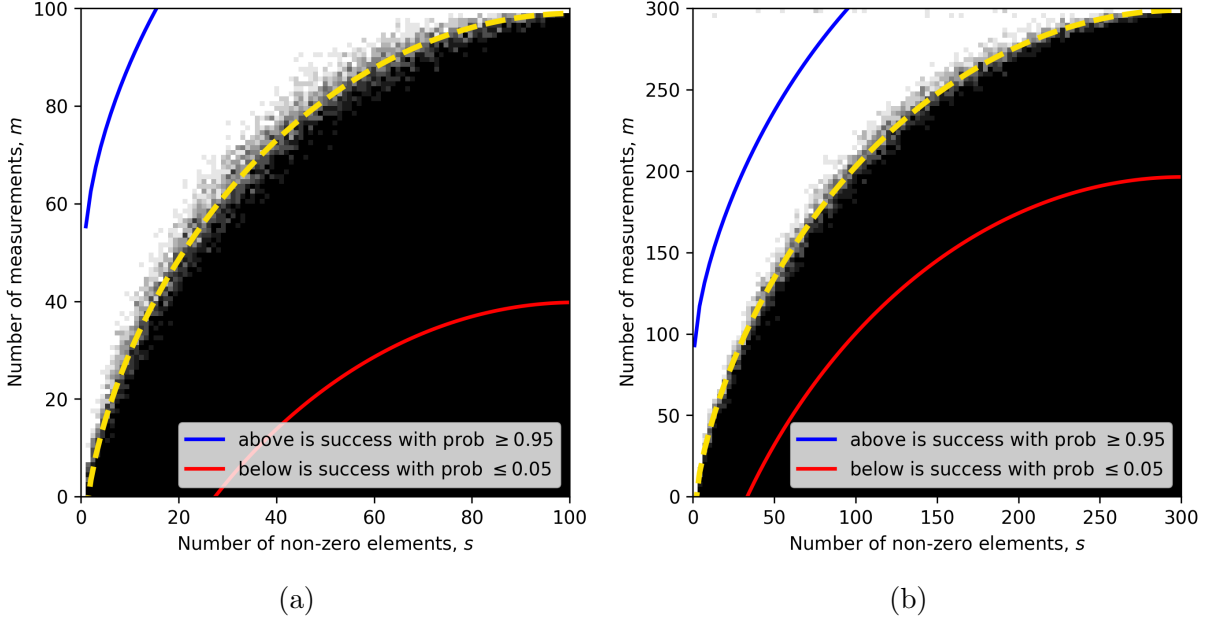 100
80
60
40
20
0
Number of measurements, m
0 20 40 60 80 100
Number of non-zero elements, s
above is success with prob ≥ 0.95
below is success with prob ≤ 0.05
(a)
300
250
200
150
100
50
0
Number of measurements, m
0 50 100 150 200 250 300
Number of non-zero elements, s
above is success with prob ≥ 0.95
below is success with prob ≤ 0.05
(b)